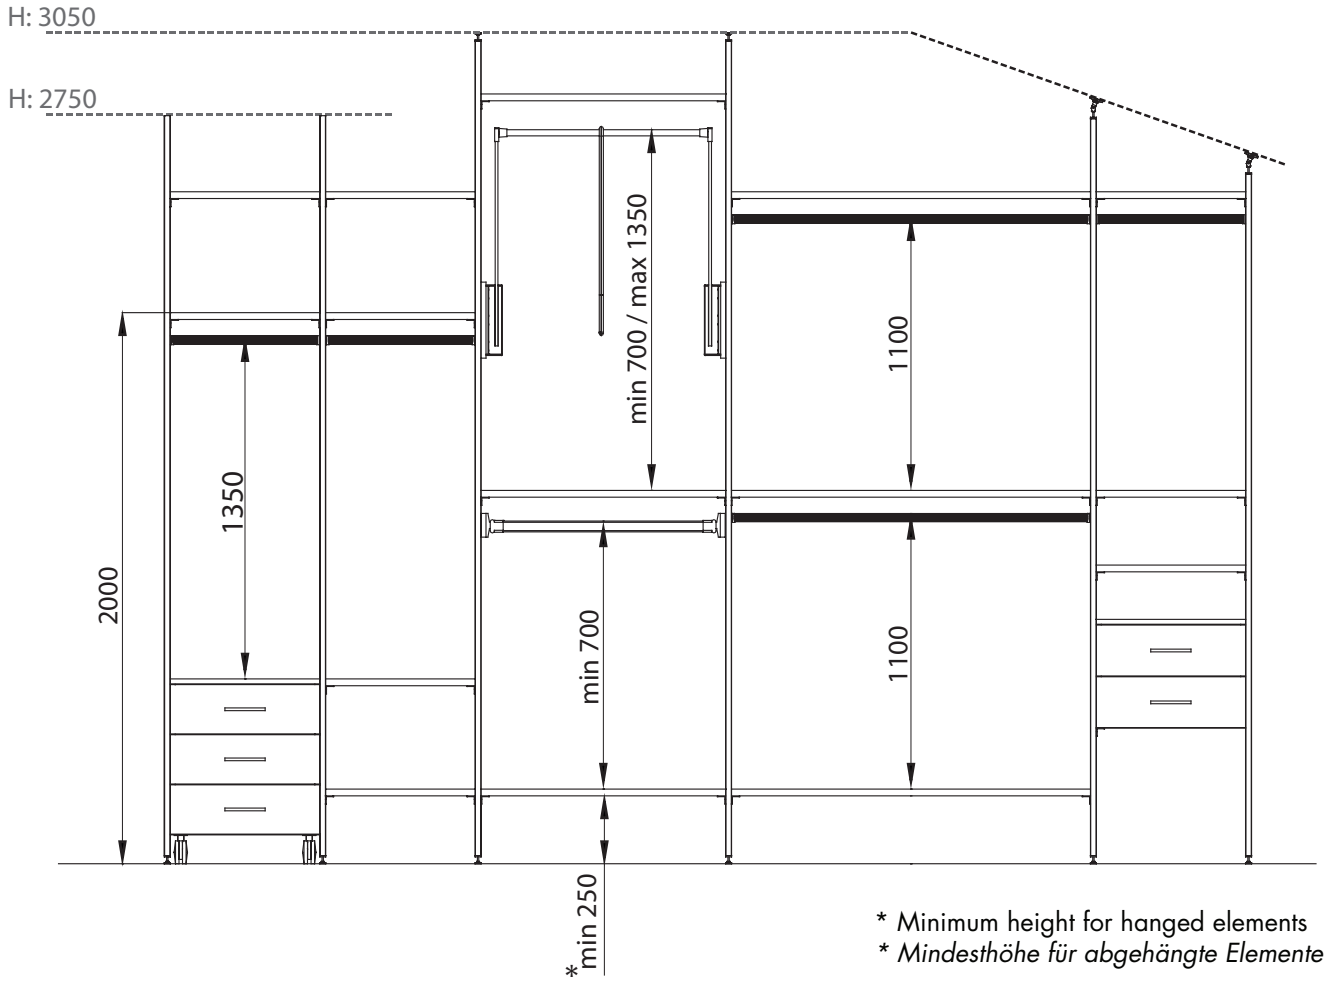 H: 3050
H: 2750
min 700 / max 1350
1100
1350
2000
min 700
1100
*min 250
* Minimum height for hanged elements
* Mindesthöhe für abgehängte Elemente